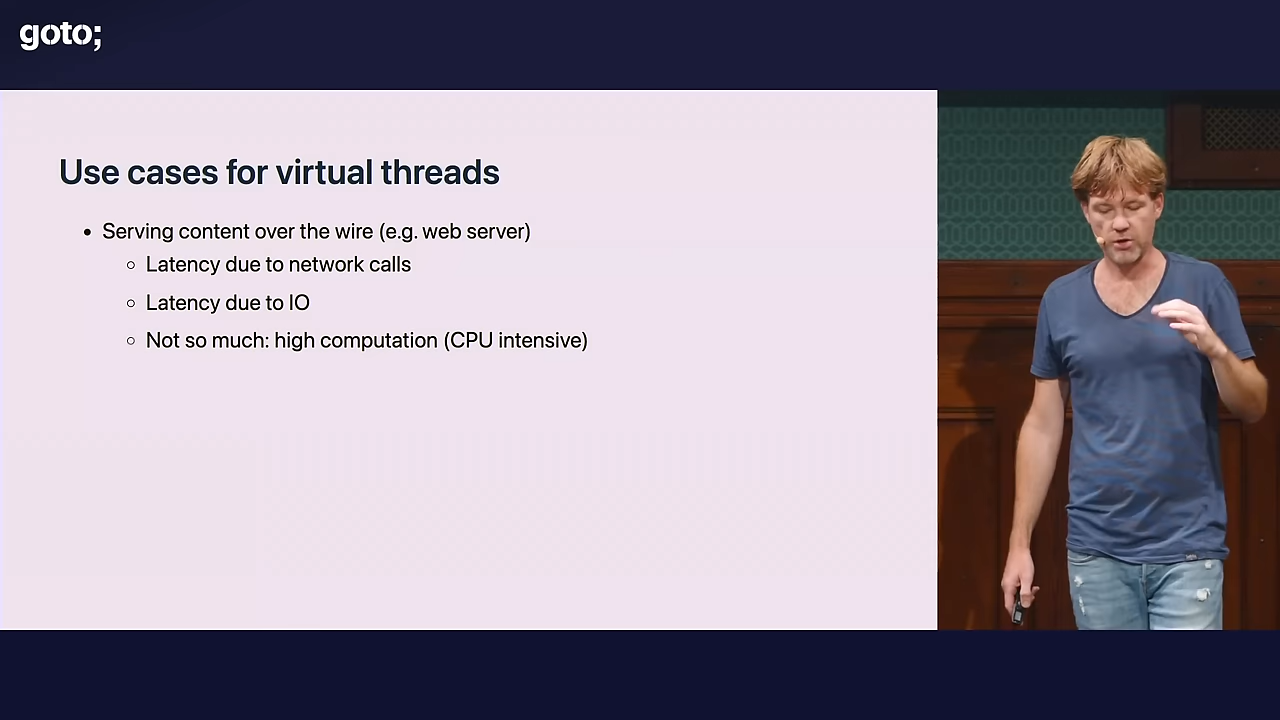 goto;
Use cases for virtual threads
• Serving content over the wire (e.g. web server)
○ Latency due to network calls
○ Latency due to IO
○ Not so much: high computation (CPU intensive)